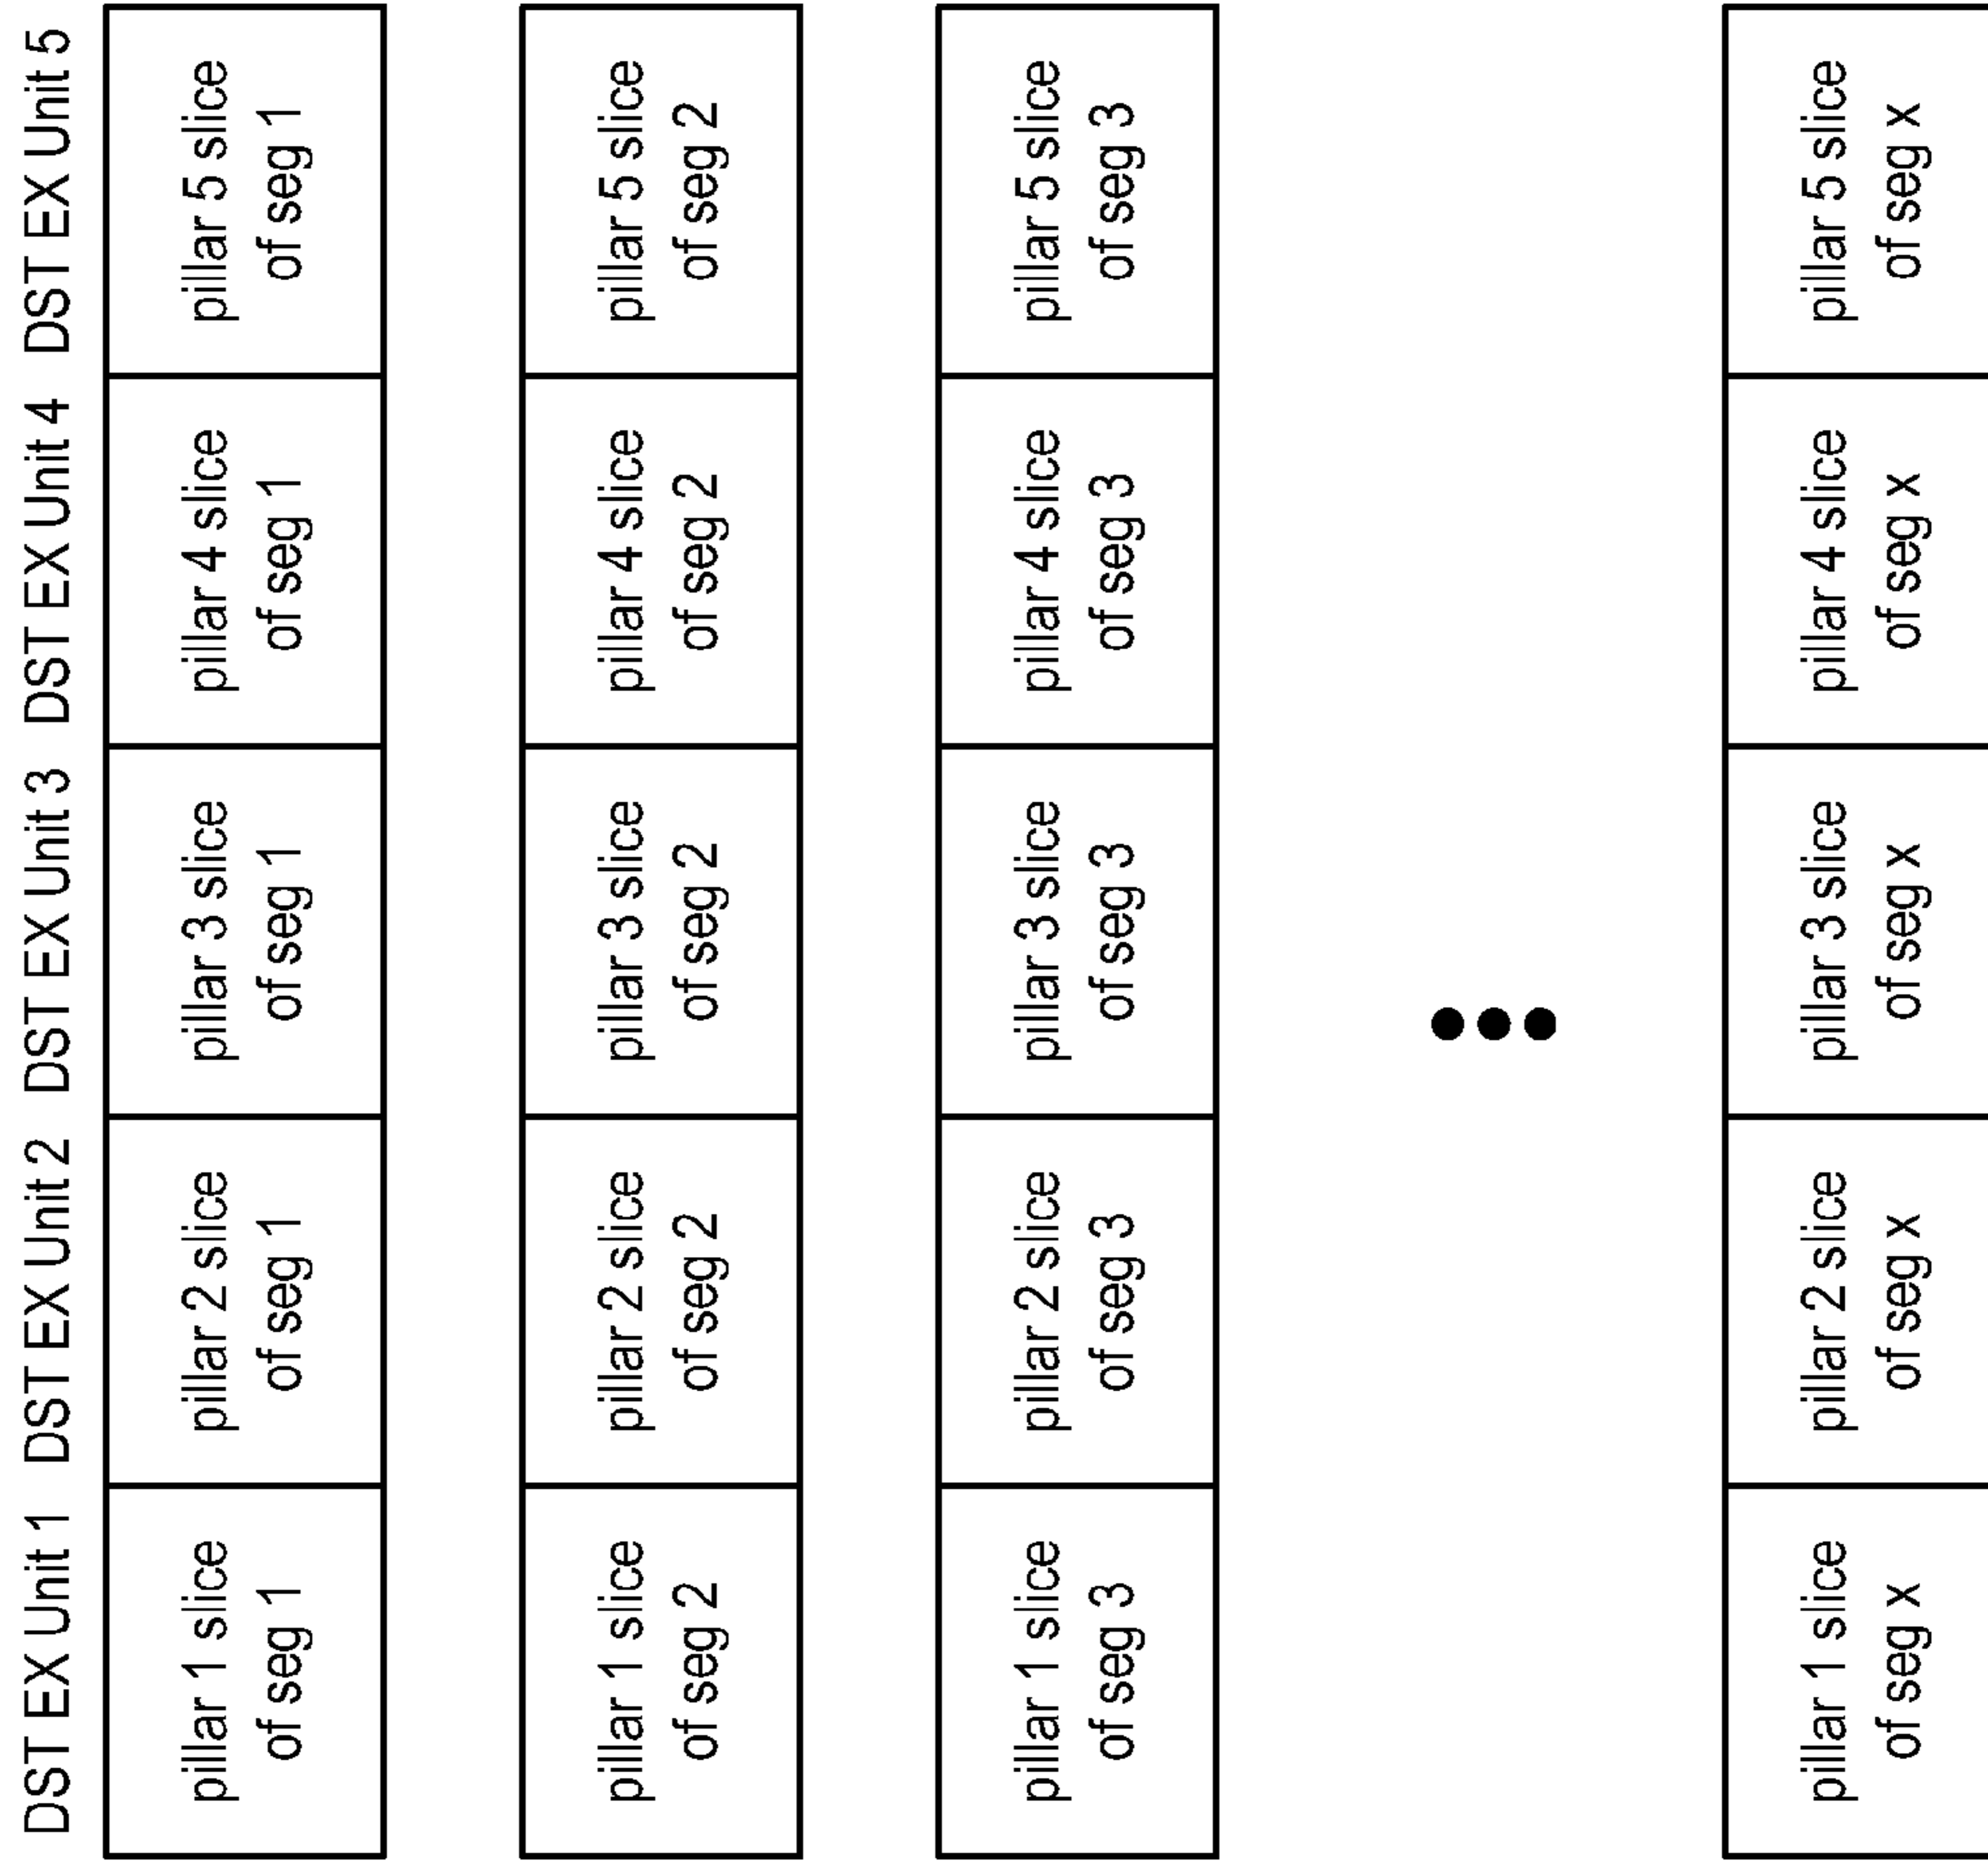 DST EX Unit 1 DST EX Unit 2 DST EX Unit 3 DST EX Unit 4 DST EX Unit 5
pillar 1 slice
of seg 1
pillar 2 slice
of seg 1
pillar 3 slice
of seg 1
pillar 4 slice
of seg 1
pillar 5 slice
of seg 1
pillar 1 slice
of seg 2
pillar 2 slice
of seg 2
pillar 3 slice
of seg 2
pillar 4 slice
of seg 2
pillar 5 slice
of seg 2
pillar 1 slice
of seg 3
pillar 2 slice
of seg 3
pillar 3 slice
of seg 3
pillar 4 slice
of seg 3
pillar 5 slice
of seg 3
pillar 1 slice
of seg x
pillar 2 slice
of seg x
pillar 3 slice
of seg x
pillar 4 slice
of seg x
pillar 5 slice
of seg x